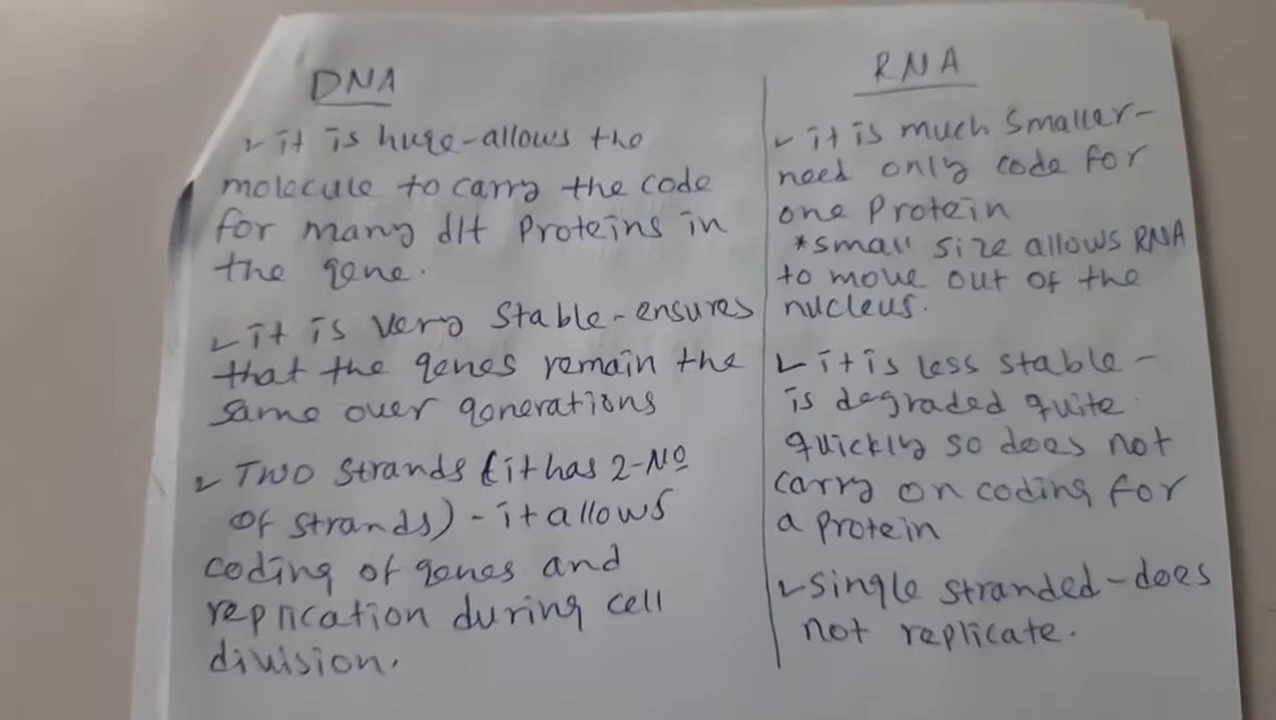 DNA
✓ it is huge-allows the
molecule to carry the code
for many d/t Proteins in
the gene.
✓ it is very stable-ensures
that the genes remain the
same over generations
✓ TWO strands (it has 2-No
of strands) - it allows
coding of genes and
replication during cell
division.
RNA
✓ it is much smaller-
need only code for
one Protein
*small size allows RNA
to move out of the
nucleus.
✓ it is less stable-
is degraded quite
quickly so does not
carry on coding for
a protein
✓ single stranded-does
not replicate.